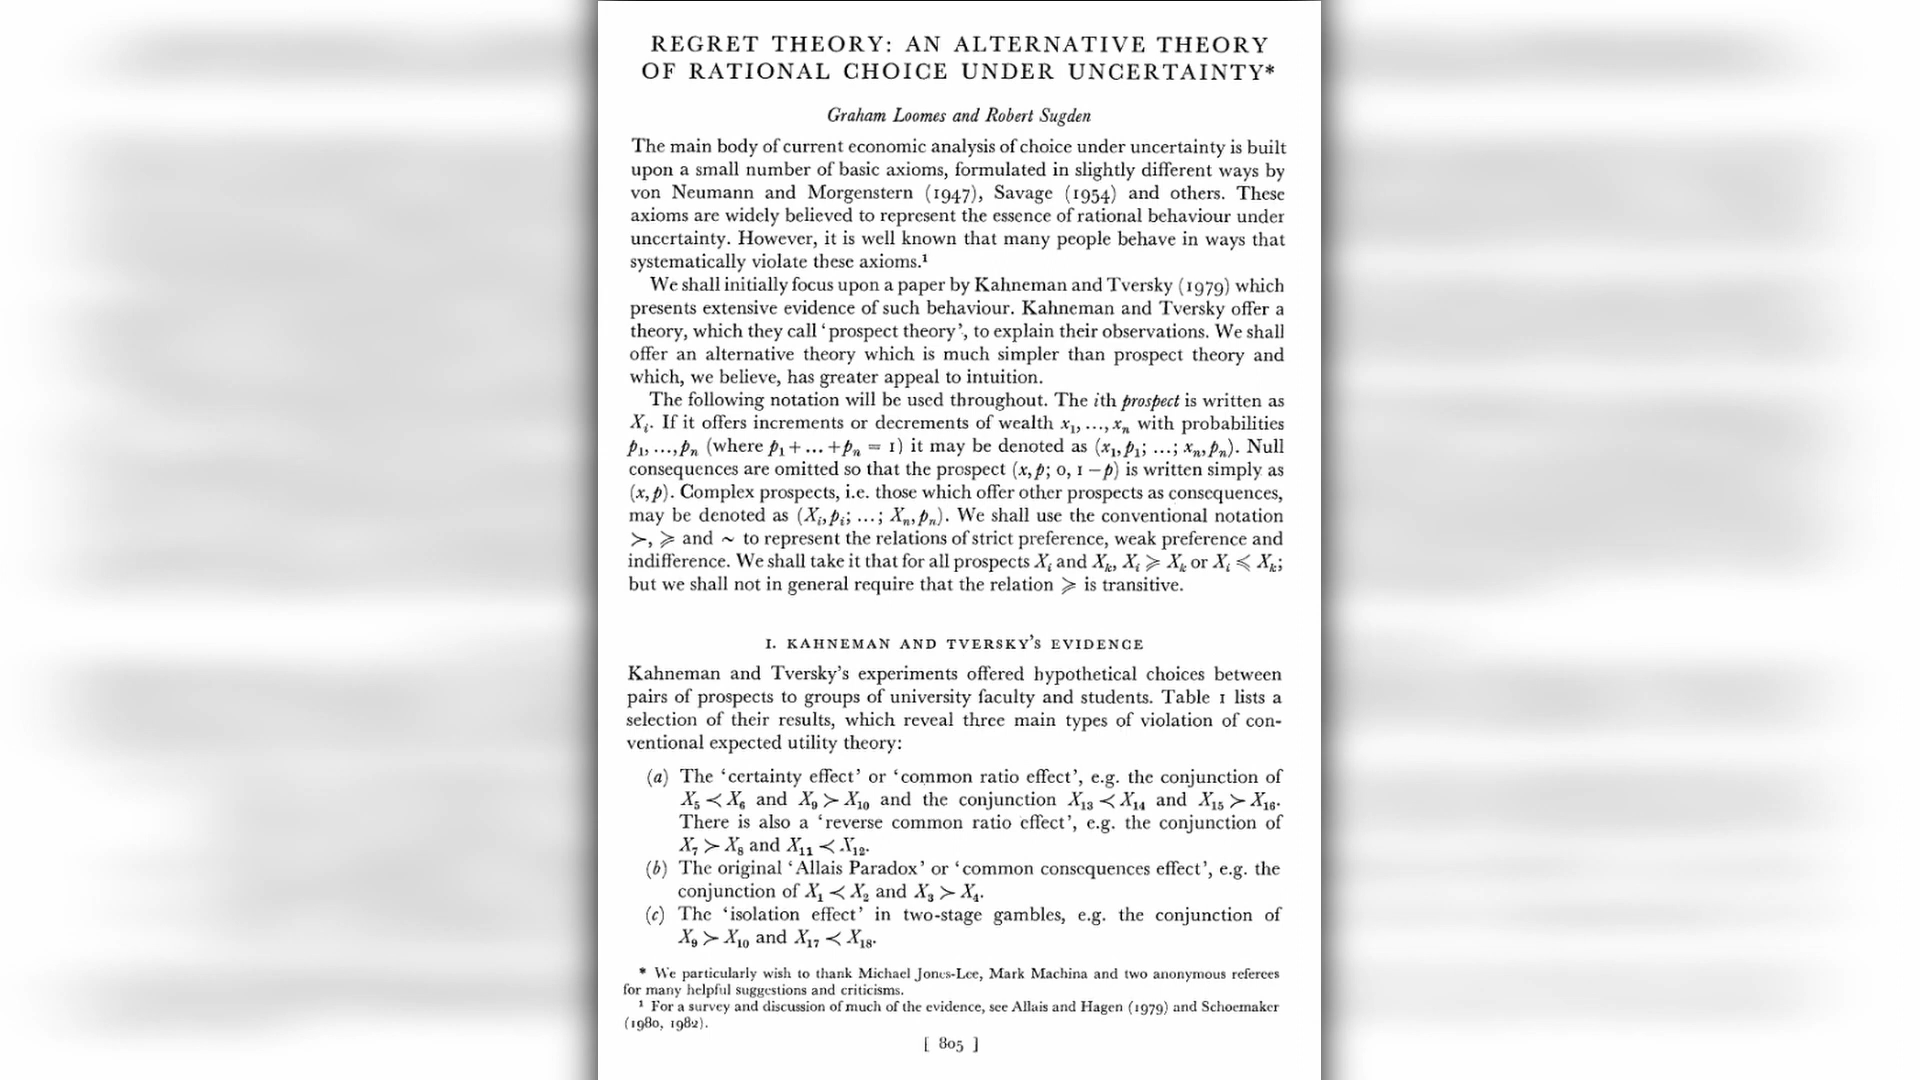 REGRET THEORY: AN ALTERNATIVE THEORY
OF RATIONAL CHOICE UNDER UNCERTAINTY*
Graham Loomes and Robert Sugden
The main body of current economic analysis of choice under uncertainty is built
upon a small number of basic axioms, formulated in slightly different ways by
von Neumann and Morgenstern (1947), Savage (1954) and others. These
axioms are widely believed to represent the essence of rational behaviour under
uncertainty. However, it is well known that many people behave in ways that
systematically violate these axioms.¹
We shall initially focus upon a paper by Kahneman and Tversky (1979) which
presents extensive evidence of such behaviour. Kahneman and Tversky offer a
theory, which they call 'prospect theory', to explain their observations. We shall
offer an alternative theory which is much simpler than prospect theory and
which, we believe, has greater appeal to intuition.
The following notation will be used throughout. The ith prospect is written as
Xᵢ. If it offers increments or decrements of wealth x₁, ..., xₙ with probabilities
p₁, ..., pₙ (where p₁ + ... + pₙ = 1) it may be denoted as (x₁, p₁; ...; xₙ, pₙ). Null
consequences are omitted so that the prospect (x, p; 0, 1 − p) is written simply as
(x, p). Complex prospects, i.e. those which offer other prospects as consequences,
may be denoted as (Xᵢ, pᵢ; ...; Xₙ, pₙ). We shall use the conventional notation
≻, ≽ and ~ to represent the relations of strict preference, weak preference and
indifference. We shall take it that for all prospects Xᵢ and Xₖ, Xᵢ ≽ Xₖ or Xᵢ ≼ Xₖ;
but we shall not in general require that the relation ≽ is transitive.
I. KAHNEMAN AND TVERSKY'S EVIDENCE
Kahneman and Tversky's experiments offered hypothetical choices between
pairs of prospects to groups of university faculty and students. Table 1 lists a
selection of their results, which reveal three main types of violation of con-
ventional expected utility theory:
(a) The 'certainty effect' or 'common ratio effect', e.g. the conjunction of
X₅ ≺ X₆ and X₉ ≻ X₁₀ and the conjunction X₁₃ ≺ X₁₄ and X₁₅ ≻ X₁₆.
There is also a 'reverse common ratio effect', e.g. the conjunction of
X₇ ≻ X₈ and X₁₁ ≺ X₁₂.
(b) The original 'Allais Paradox' or 'common consequences effect', e.g. the
conjunction of X₁ ≺ X₂ and X₃ ≻ X₄.
(c) The 'isolation effect' in two-stage gambles, e.g. the conjunction of
X₉ ≻ X₁₀ and X₁₇ ≺ X₁₈.
* We particularly wish to thank Michael Jones-Lee, Mark Machina and two anonymous referees
for many helpful suggestions and criticisms.
¹ For a survey and discussion of much of the evidence, see Allais and Hagen (1979) and Schoemaker
(1980, 1982).
[ 805 ]